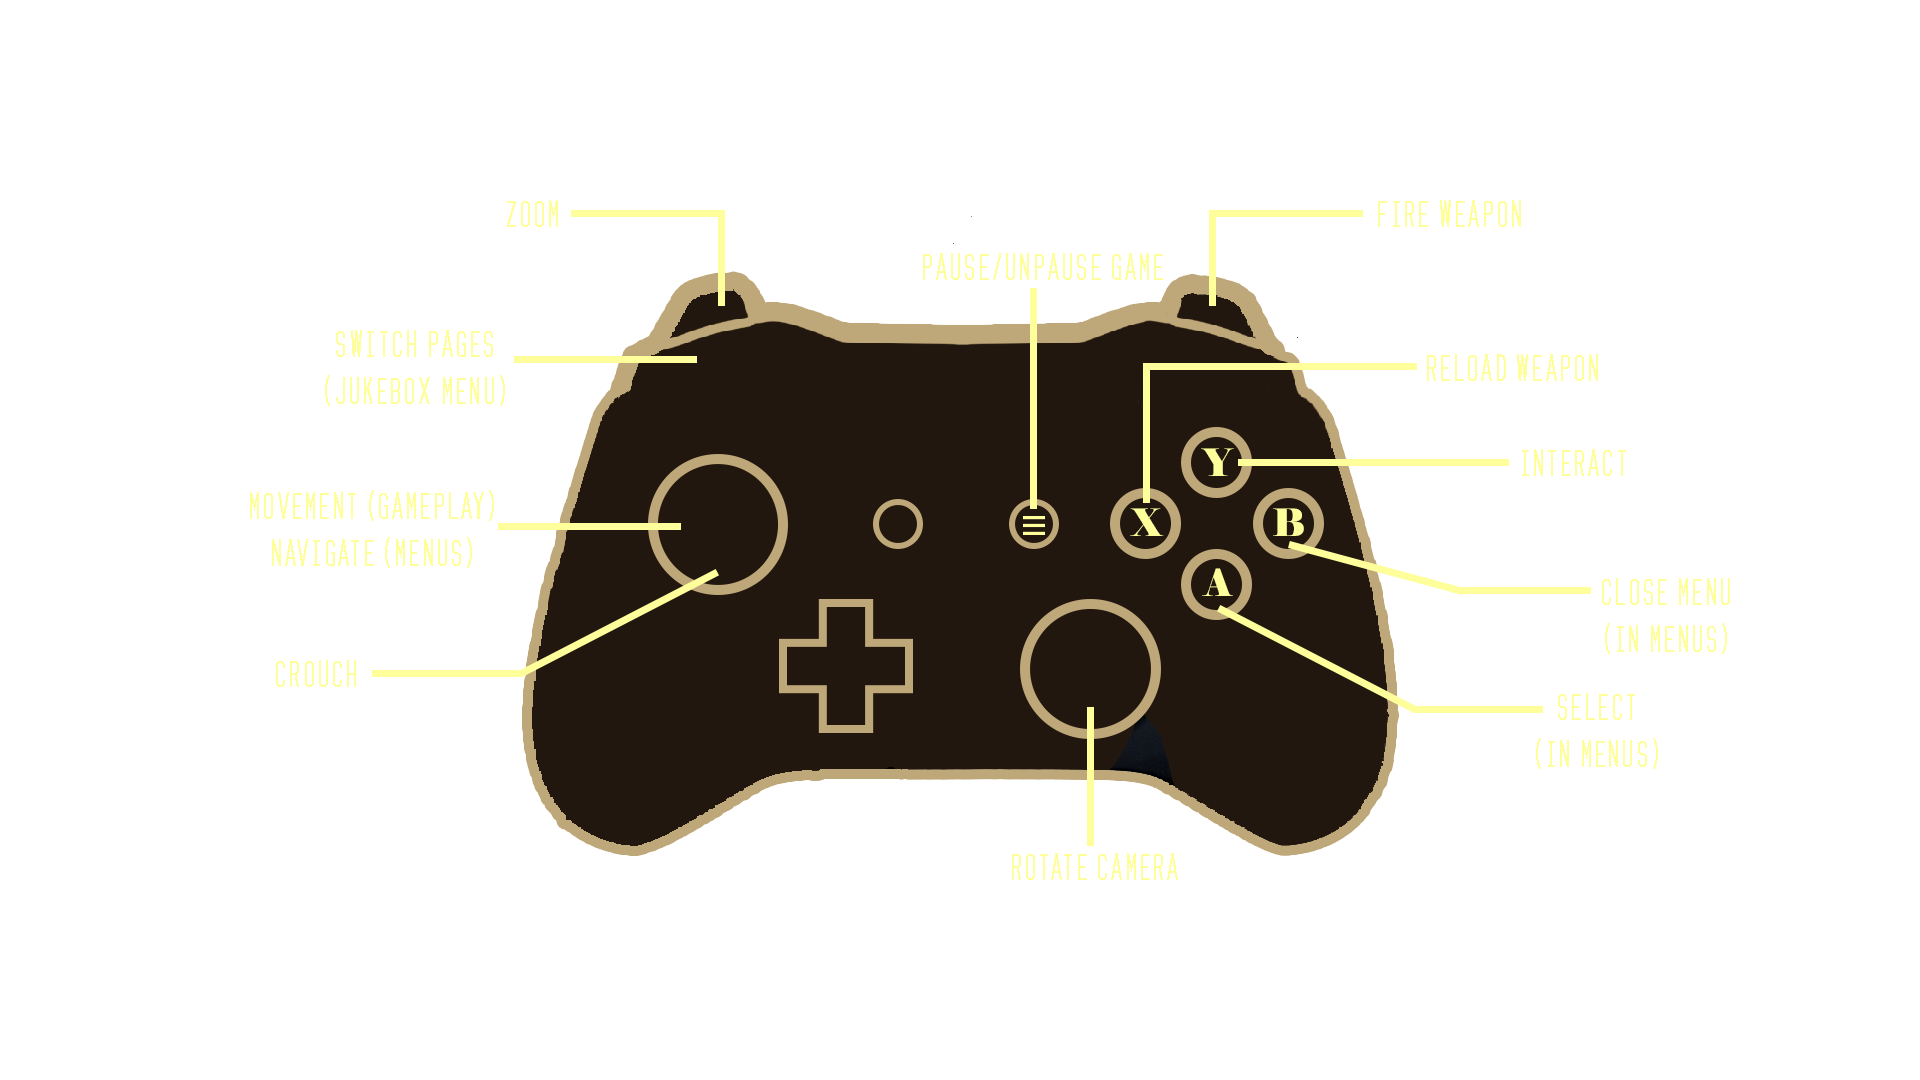 ZOOM
FIRE WEAPON
PAUSE/UNPAUSE GAME
SWITCH PAGES
(JUKEBOX MENU)
RELOAD WEAPON
Y
INTERACT
MOVEMENT (GAMEPLAY)
NAVIGATE (MENUS)
X
B
A
CLOSE MENU
(IN MENUS)
CROUCH
SELECT
(IN MENUS)
ROTATE CAMERA